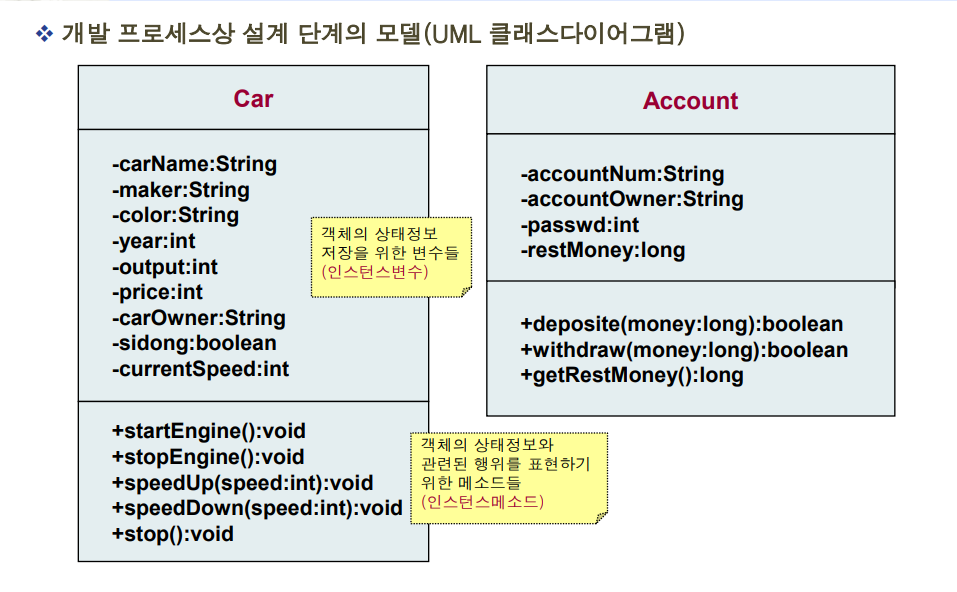 ❖ 개발 프로세스상 설계 단계의 모델(UML 클래스다이어그램)
Car
-carName:String
-maker:String
-color:String
-year:int
-output:int
-price:int
-carOwner:String
-sidong:boolean
-currentSpeed:int
객체의 상태정보
저장을 위한 변수들
(인스턴스변수)
+startEngine():void
+stopEngine():void
+speedUp(speed:int):void
+speedDown(speed:int):void
+stop():void
객체의 상태정보와
관련된 행위를 표현하기
위한 메소드들
(인스턴스메소드)
Account
-accountNum:String
-accountOwner:String
-passwd:int
-restMoney:long
+deposite(money:long):boolean
+withdraw(money:long):boolean
+getRestMoney():long